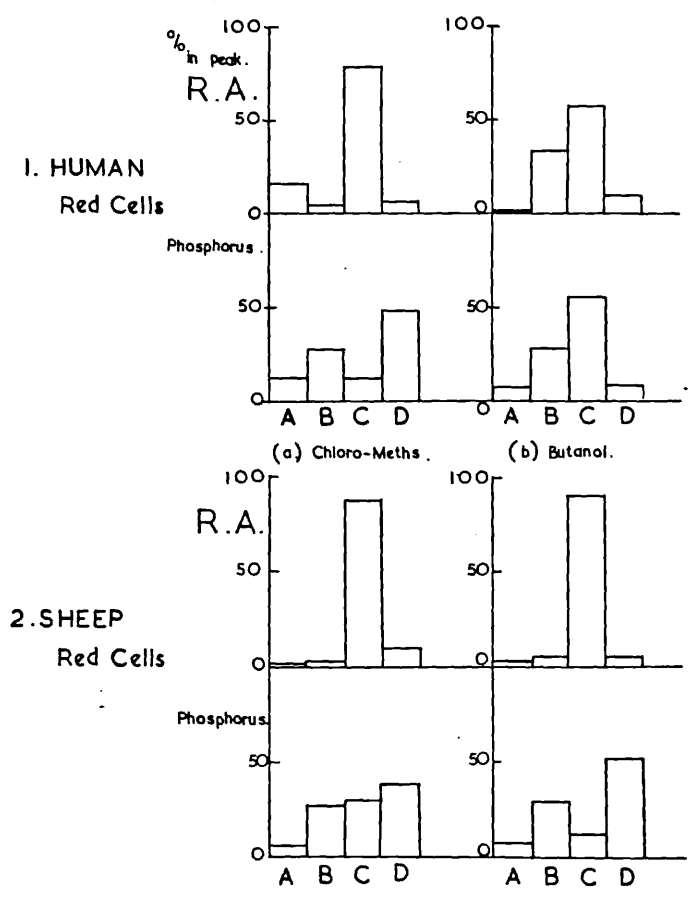 100
100
% in peak.
R.A.
50
50
1. HUMAN
Red Cells
0
0
Phosphorus.
50
50
0
0
A B C D
A B C D
(a) Chloro-Meths.
(b) Butanol.
100
100
R.A.
50
50
2. SHEEP
Red Cells
0
0
Phosphorus.
50
50
0
0
A B C D
A B C D